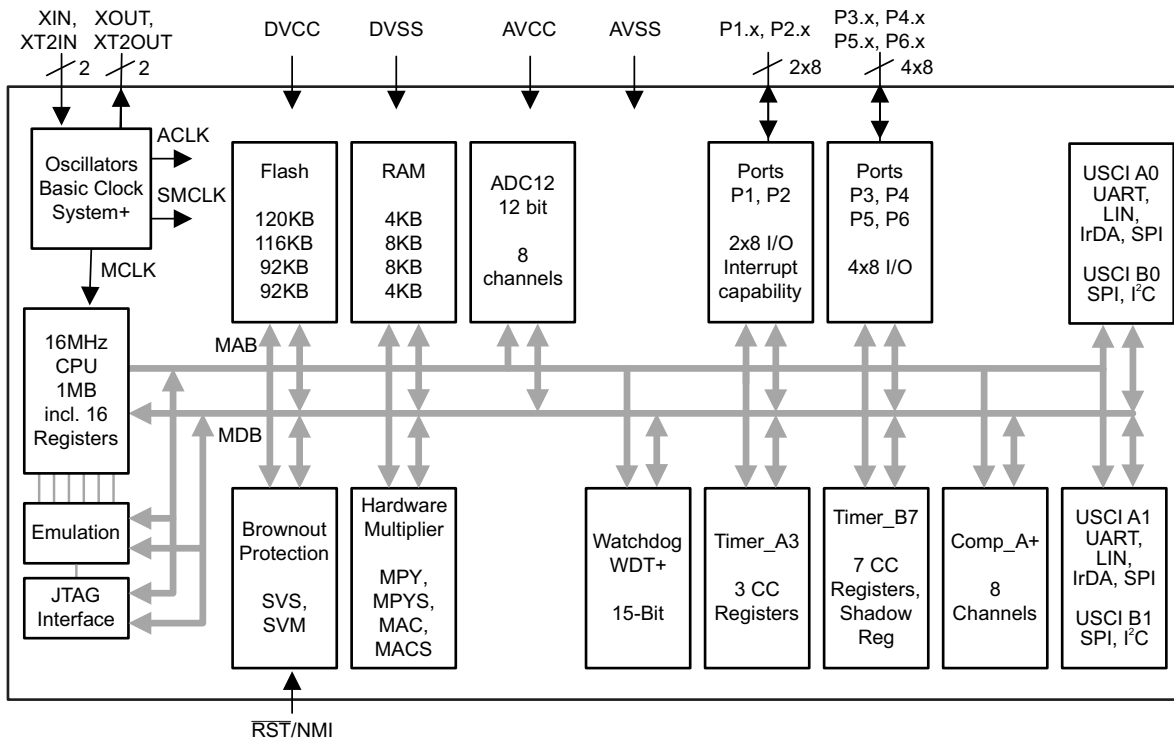 XIN,
XT2IN
2
XOUT,
XT2OUT
2
DVCC
DVSS
AVCC
AVSS
P1.x, P2.x
2x8
P3.x, P4.x
P5.x, P6.x
4x8
Oscillators
Basic Clock
System+
ACLK
SMCLK
MCLK
Flash
120KB
116KB
92KB
92KB
RAM
4KB
8KB
8KB
4KB
ADC12
12 bit
8
channels
Ports
P1, P2
2x8 I/O
Interrupt
capability
Ports
P3, P4
P5, P6
4x8 I/O
USCI A0
UART,
LIN,
IrDA, SPI
USCI B0
SPI, I²C
16MHz
CPU
1MB
incl. 16
Registers
MAB
MDB
Emulation
JTAG
Interface
Brownout
Protection
SVS,
SVM
Hardware
Multiplier
MPY,
MPYS,
MAC,
MACS
Watchdog
WDT+
15-Bit
Timer_A3
3 CC
Registers
Timer_B7
7 CC
Registers,
Shadow
Reg
Comp_A+
8
Channels
USCI A1
UART,
LIN,
IrDA, SPI
USCI B1
SPI, I²C
R̅S̅T̅/NMI